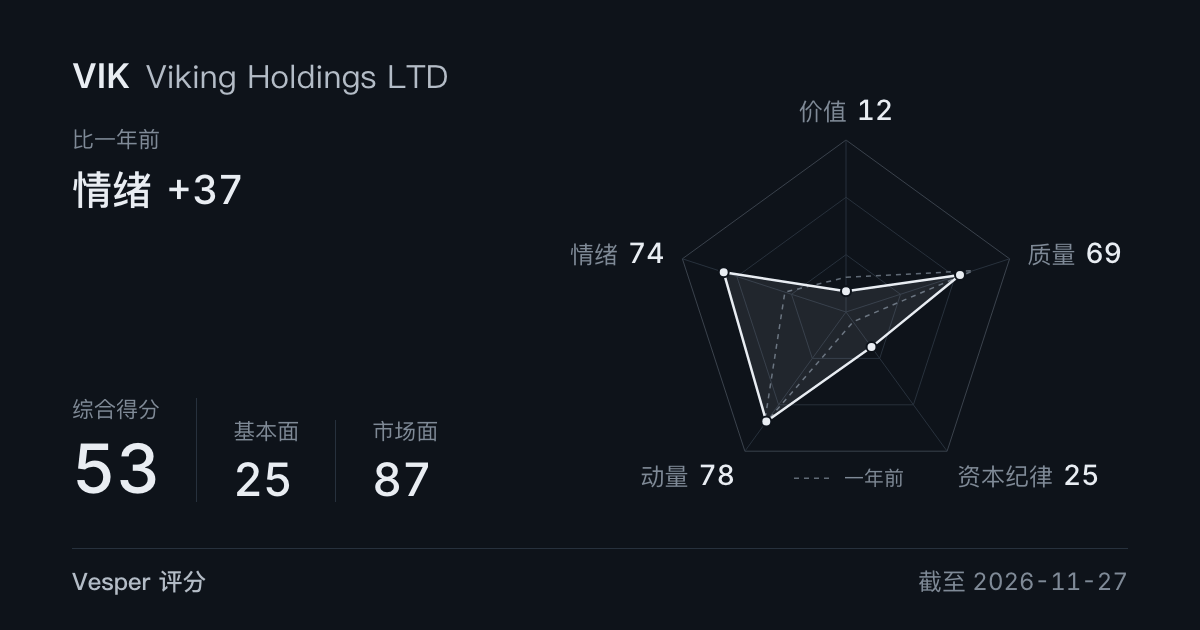 VIK Viking Holdings LTD
比一年前
情绪 +37
价值 12
情绪 74
质量 69
动量 78
一年前
资本纪律 25
综合得分
53
基本面
25
市场面
87
Vesper 评分
截至 2026-11-27